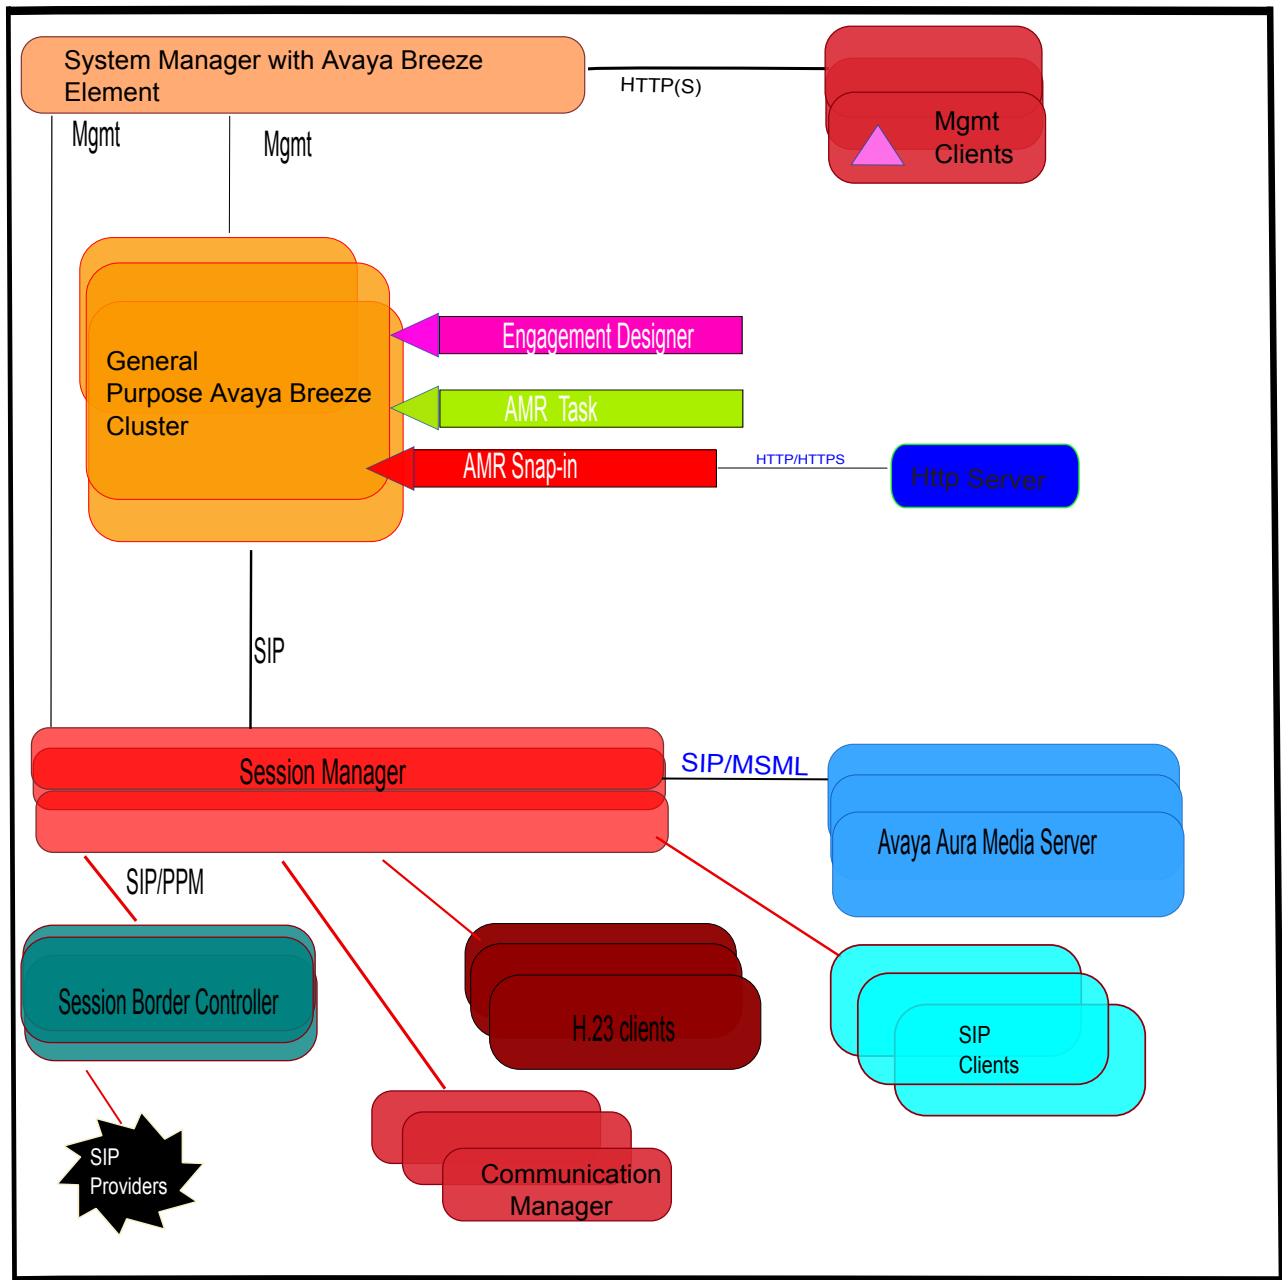 System Manager with Avaya Breeze
Element
HTTP(S)
Mgmt
Clients
Mgmt
Mgmt
General
Purpose Avaya Breeze
Cluster
Engagement Designer
AMR Task
AMR Snap-in
HTTP/HTTPS
Http Server
SIP
Session Manager
SIP/MSML
Avaya Aura Media Server
SIP/PPM
Session Border Controller
H.23 clients
SIP
Clients
SIP
Providers
Communication
Manager